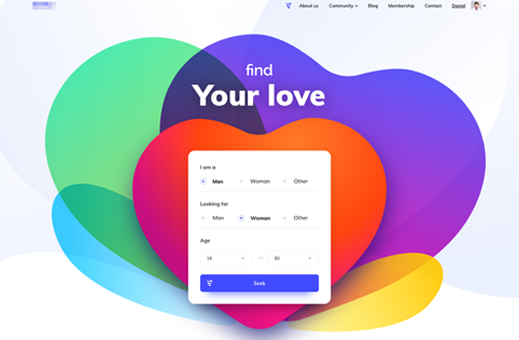 About us Community Blog Membership Contact Daniel
find
Your love
I am a
Man Woman Other
Looking for
Man Woman Other
Age
18 30
Seek